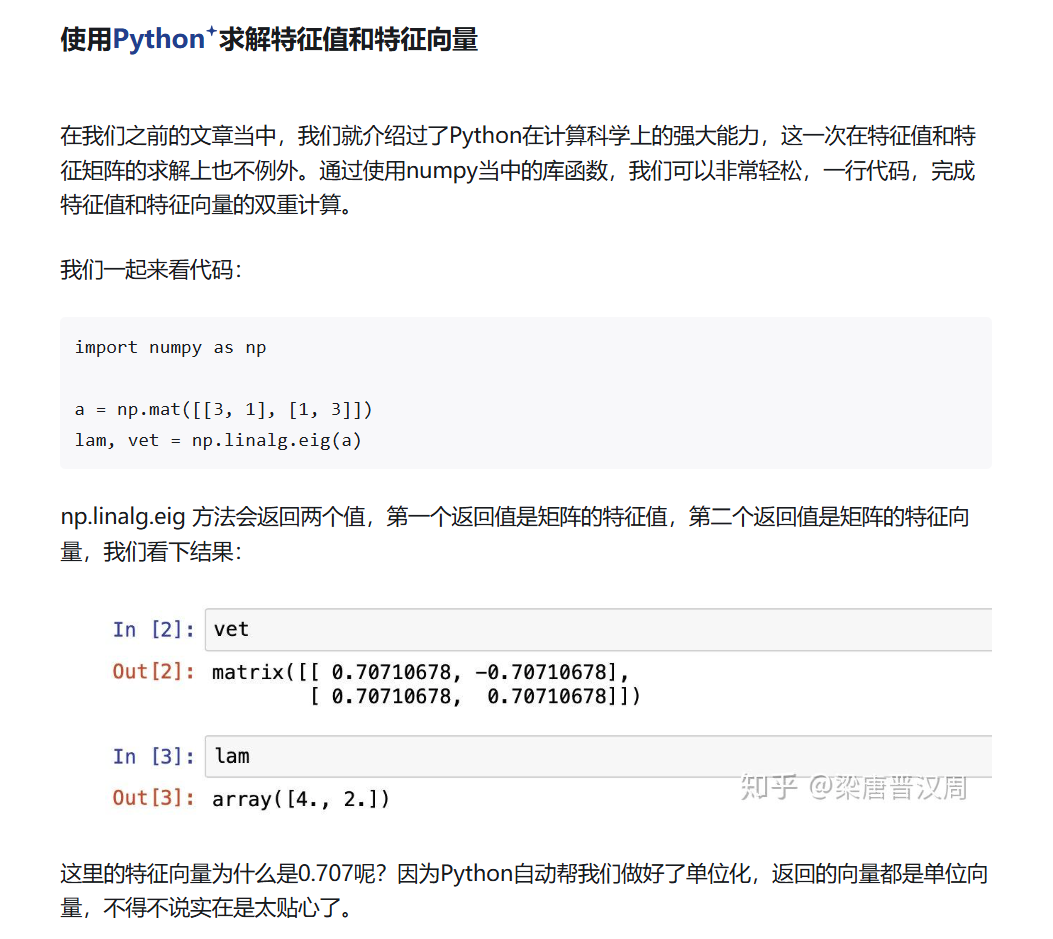 使用Python求解特征值和特征向量
在我们之前的文章当中，我们就介绍过了Python在计算科学上的强大能力，这一次在特征值和特
征矩阵的求解上也不例外。通过使用numpy当中的库函数，我们可以非常轻松，一行代码，完成
特征值和特征向量的双重计算。
我们一起来看代码：
import numpy as np
a = np.mat([[3, 1], [1, 3]])
lam, vet = np.linalg.eig(a)
np.linalg.eig 方法会返回两个值，第一个返回值是矩阵的特征值，第二个返回值是矩阵的特征向
量，我们看下结果：
In [2]: vet
Out[2]: matrix([[ 0.70710678, -0.70710678],
[ 0.70710678,  0.70710678]])
In [3]: lam
Out[3]: array([4., 2.])
知乎 @梁唐晋汉周
这里的特征向量为什么是0.707呢？因为Python自动帮我们做好了单位化，返回的向量都是单位向
量，不得不说实在是太贴心了。